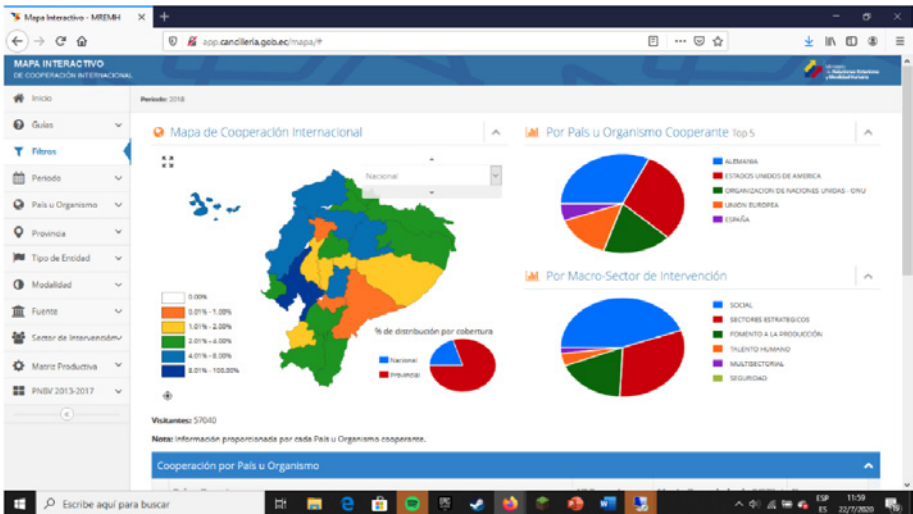 Mapa Interactivo - MREMH
app.cancilleria.gob.ec/mapa/#
MAPA INTERACTIVO
DE COOPERACIÓN INTERNACIONAL
Ministerio
de Relaciones Exteriores
y Movilidad Humana
Inicio
Guías
Filtros
Periodo
País u Organismo
Provincia
Tipo de Entidad
Modalidad
Fuente
Sector de Intervención
Matriz Productiva
PNBV 2013-2017
Periodo: 2018
Mapa de Cooperación Internacional
Nacional
0.00%
0.01% - 1.00%
1.01% - 2.00%
2.01% - 4.00%
4.01% - 8.00%
8.01% - 100.00%
% de distribución por cobertura
Nacional
Provincial
Por País u Organismo Cooperante Top 5
ALEMANIA
ESTADOS UNIDOS DE AMERICA
ORGANIZACION DE NACIONES UNIDAS - ONU
UNION EUROPEA
ESPAÑA
Por Macro-Sector de Intervención
SOCIAL
SECTORES ESTRATEGICOS
FOMENTO A LA PRODUCCIÓN
TALENTO HUMANO
MULTISECTORIAL
SEGURIDAD
Visitantes: 57040
Nota: Información proporcionada por cada País u Organismo cooperante.
Cooperación por País u Organismo
Escribe aquí para buscar
ESP
ES
11:59
22/7/2020